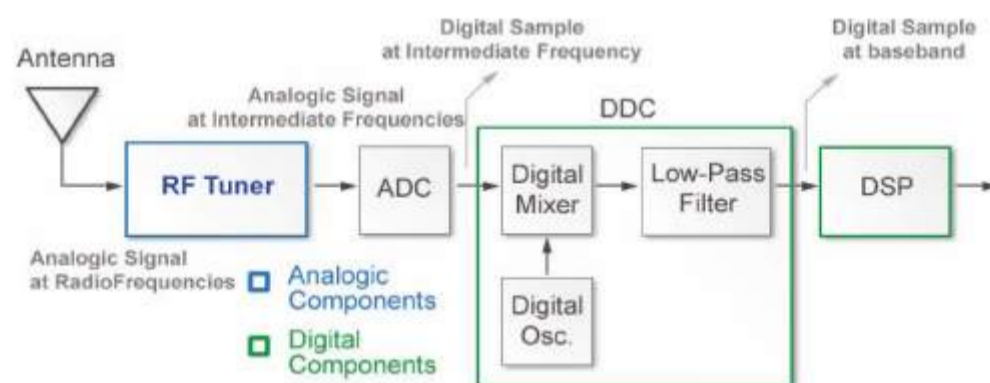 Digital Sample
at Intermediate Frequency
Digital Sample
at baseband
Antenna
Analogic Signal
at Intermediate Frequencies
DDC
RF Tuner
ADC
Digital
Mixer
Low-Pass
Filter
DSP
Analogic Signal
at RadioFrequencies
Analogic
Components
Digital
Osc.
Digital
Components